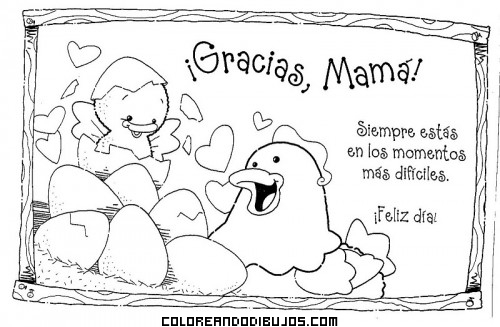 ¡Gracias, Mamá!
Siempre estás
en los momentos
más difíciles.
¡Feliz día!
COLOREANDODIBUJOS.COM